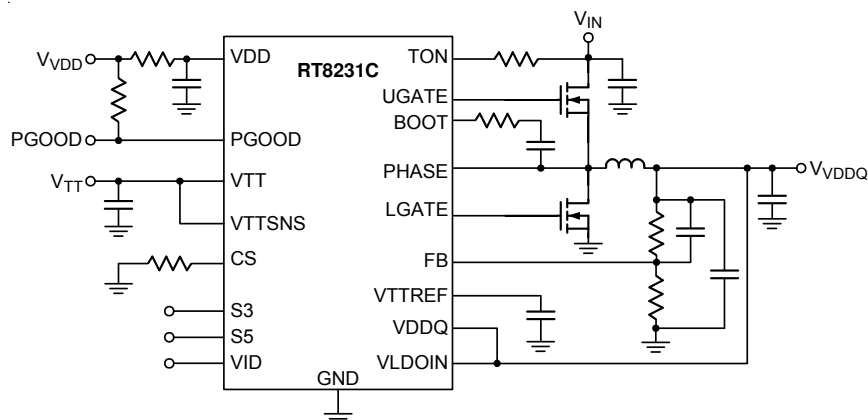 VIN
VVDD
VDD
RT8231C
TON
UGATE
BOOT
PGOOD
PGOOD
PHASE
VVDDQ
VTT
VTT
LGATE
VTTSNS
CS
FB
VTTREF
S3
VDDQ
S5
VID
VLDOIN
GND